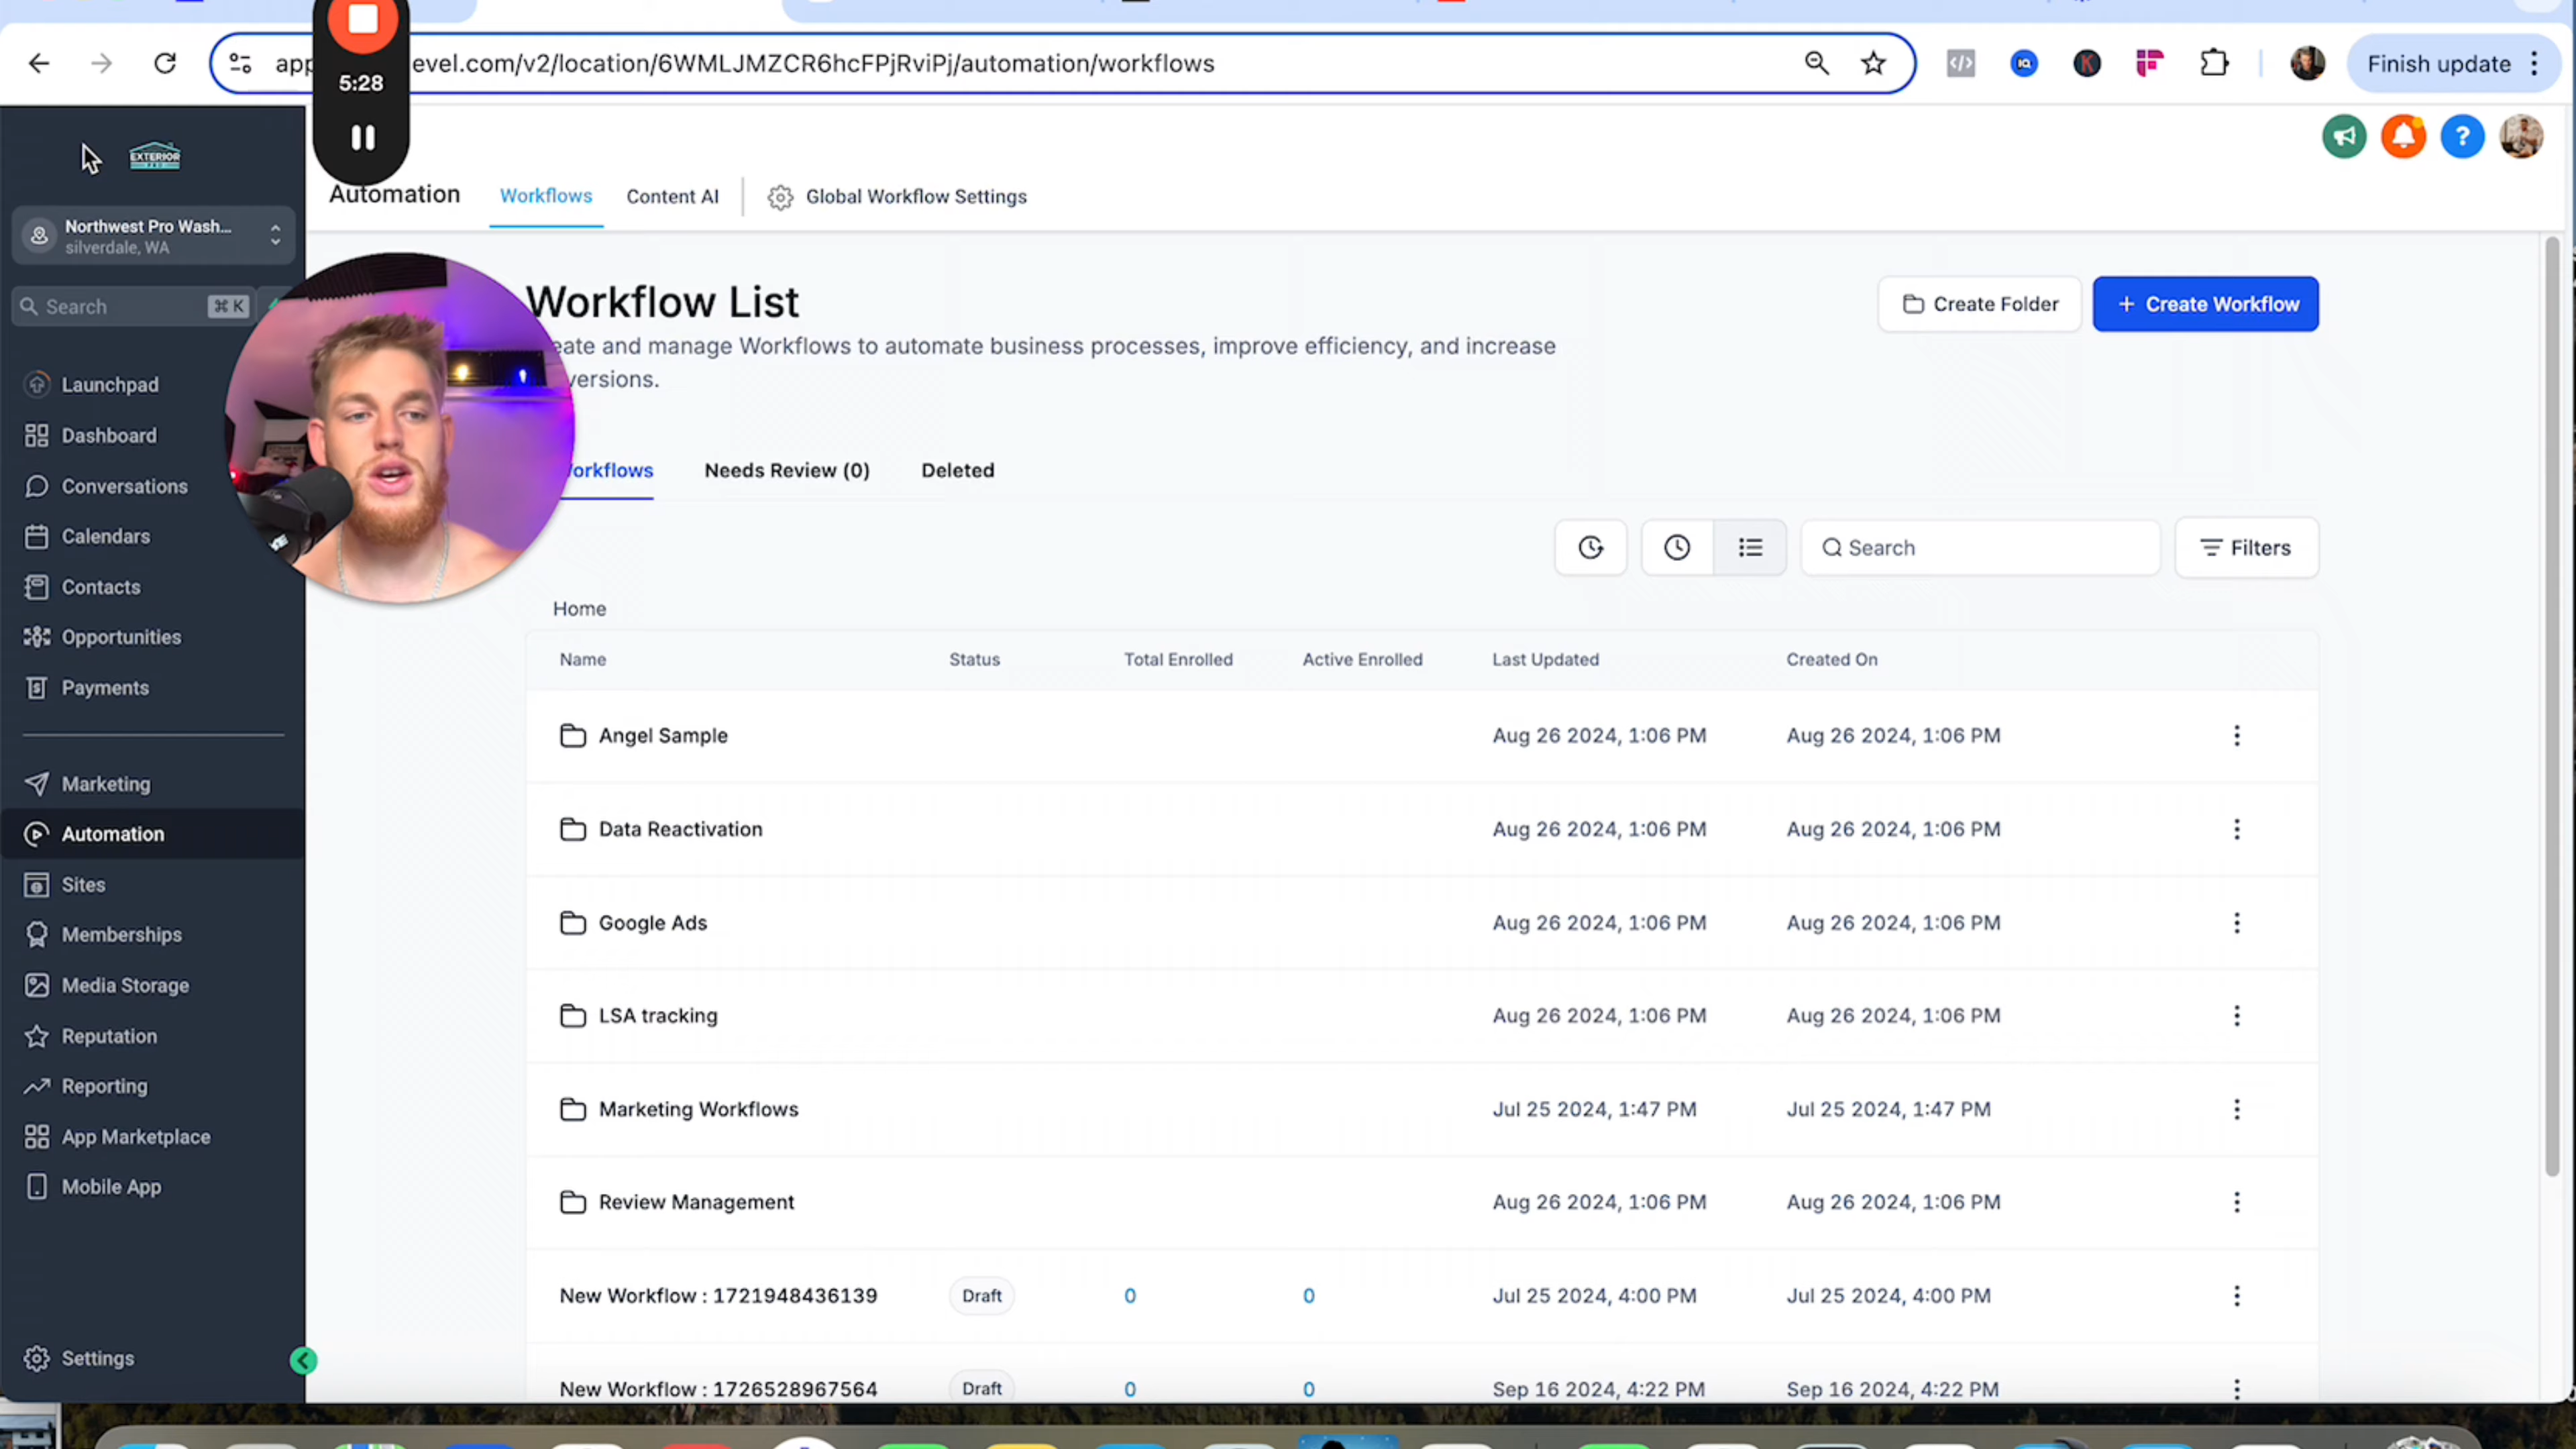 app
evel.com/v2/location/6WMLJMZCR6hcFPjRviPj/automation/workflows
Finish update
5:28
EXTERIOR
PRO
Automation
Workflows
Content AI
Global Workflow Settings
Northwest Pro Wash...
silverdale, WA
Search
⌘ K
Launchpad
Dashboard
Conversations
Calendars
Contacts
Opportunities
Payments
Marketing
Automation
Sites
Memberships
Media Storage
Reputation
Reporting
App Marketplace
Mobile App
Settings
Workflow List
eate and manage Workflows to automate business processes, improve efficiency, and increase
versions.
Create Folder
+ Create Workflow
orkflows
Needs Review (0)
Deleted
Search
Filters
Home
Name Status Total Enrolled Active Enrolled Last Updated Created On
Angel Sample Aug 26 2024, 1:06 PM Aug 26 2024, 1:06 PM
Data Reactivation Aug 26 2024, 1:06 PM Aug 26 2024, 1:06 PM
Google Ads Aug 26 2024, 1:06 PM Aug 26 2024, 1:06 PM
LSA tracking Aug 26 2024, 1:06 PM Aug 26 2024, 1:06 PM
Marketing Workflows Jul 25 2024, 1:47 PM Jul 25 2024, 1:47 PM
Review Management Aug 26 2024, 1:06 PM Aug 26 2024, 1:06 PM
New Workflow : 1721948436139 Draft 0 0 Jul 25 2024, 4:00 PM Jul 25 2024, 4:00 PM
New Workflow : 1726528967564 Draft 0 0 Sep 16 2024, 4:22 PM Sep 16 2024, 4:22 PM